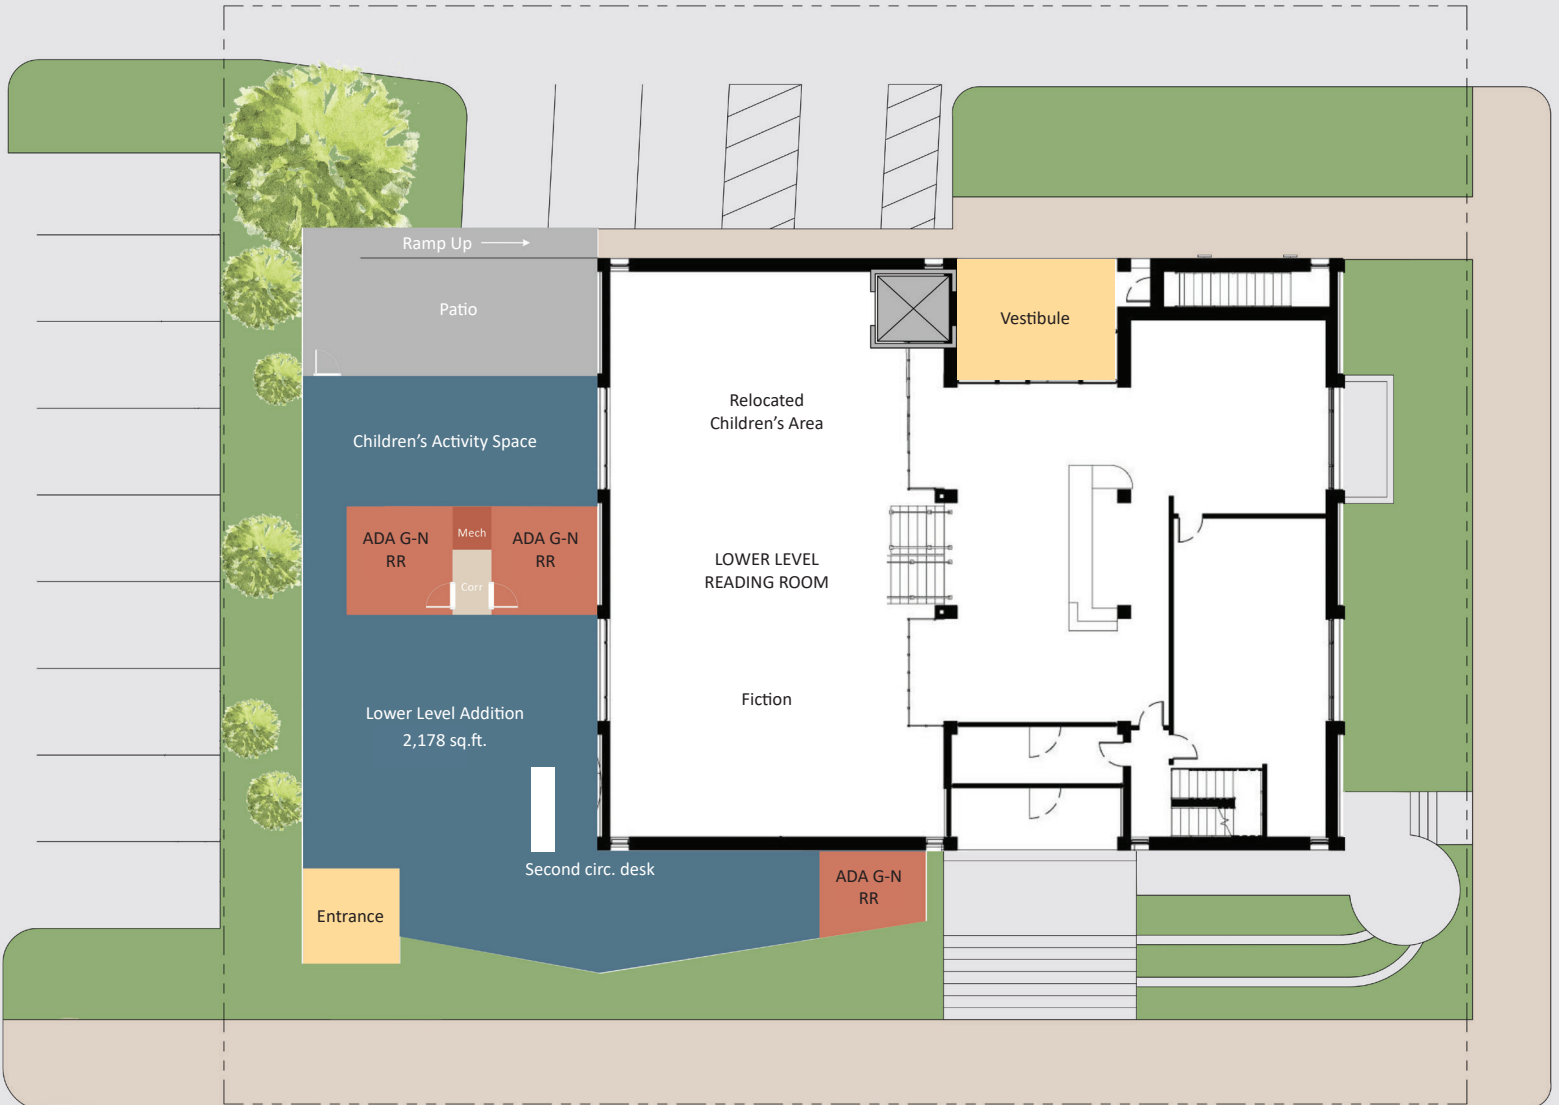 Ramp Up
Patio
Vestibule
Relocated
Children's Area
Children's Activity Space
ADA G-N
RR
Mech
ADA G-N
RR
Corr
LOWER LEVEL
READING ROOM
Fiction
Lower Level Addition
2,178 sq.ft.
Second circ. desk
ADA G-N
RR
Entrance